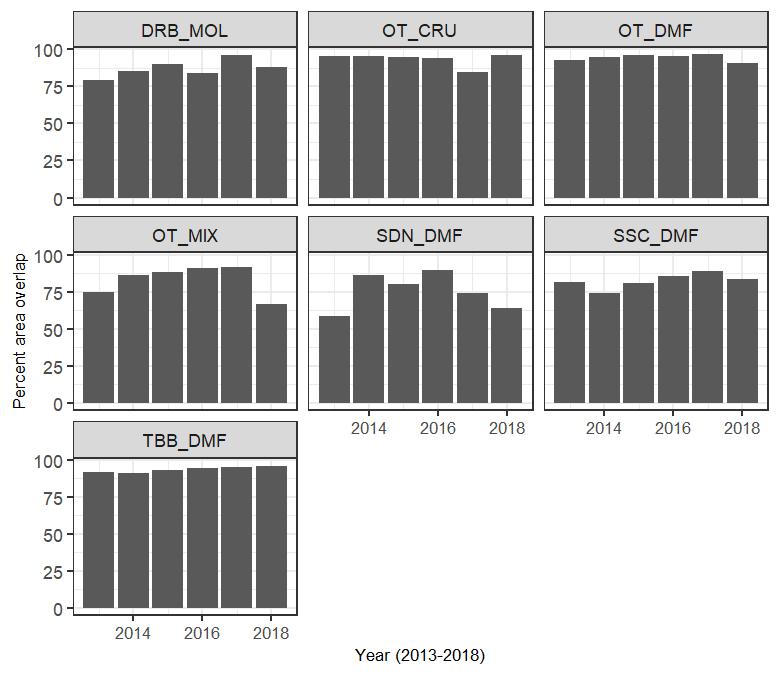 DRB_MOL OT_CRU OT_DMF
100
75
50
25
0
OT_MIX SDN_DMF SSC_DMF
100
75
50
25
0
2014 2016 2018 2014 2016 2018
TBB_DMF
100
75
50
25
0
2014 2016 2018
Percent area overlap
Year (2013-2018)